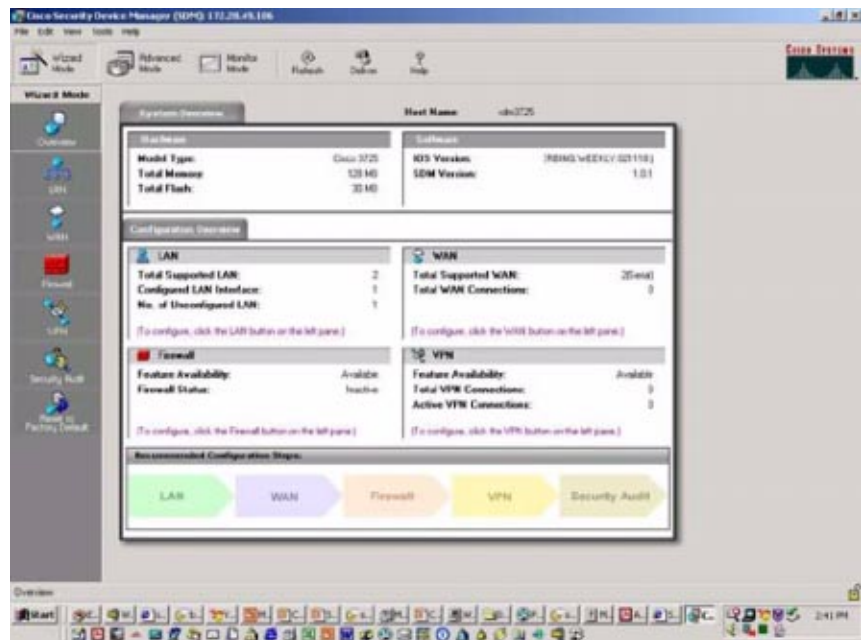 Cisco Security Device Manager (SDM): 172.28.49.106
File Edit View Tools Help
Wizard Mode
Advanced Mode
Monitor Mode
Refresh
Deliver
Help
Cisco Systems
Wizard Mode
Overview
LAN
WAN
Firewall
VPN
Security Audit
Reset to Factory Default
System Overview
Host Name
Hardware
Model Type: Cisco 3725
Total Memory: 128 MB
Total Flash: 30 MB
Software
IOS Version:
SDM Version: 1.0.1
Configuration Overview
LAN
Total Supported LAN: 2
Configured LAN Interface: 1
No. of Unconfigured LAN: 1
(To configure, click the LAN button on the left pane.)
WAN
Total Supported WAN: 2(Serial)
Total WAN Connections: 0
(To configure, click the WAN button on the left pane.)
Firewall
Feature Availability: Available
Firewall Status: Inactive
(To configure, click the Firewall button on the left pane.)
VPN
Feature Availability: Available
Total VPN Connections: 0
Active VPN Connections: 0
(To configure, click the VPN button on the left pane.)
Recommended Configuration Steps:
LAN
WAN
Firewall
VPN
Security Audit
Overview
Start
2:41 PM